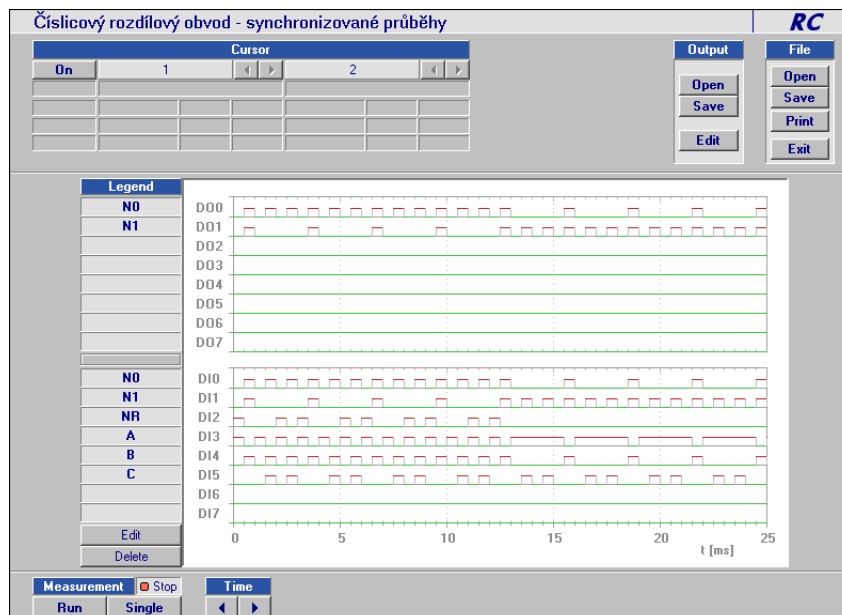 Číslicový rozdílový obvod - synchronizované průběhy
RC
Cursor
On 1 2
Output
Open
Save
Edit
File
Open
Save
Print
Exit
Legend
N0
N1
DO0
DO1
DO2
DO3
DO4
DO5
DO6
DO7
N0
N1
NR
A
B
C
Edit
Delete
DI0
DI1
DI2
DI3
DI4
DI5
DI6
DI7
0 5 10 15 20 25
t [ms]
Measurement Stop
Run Single
Time